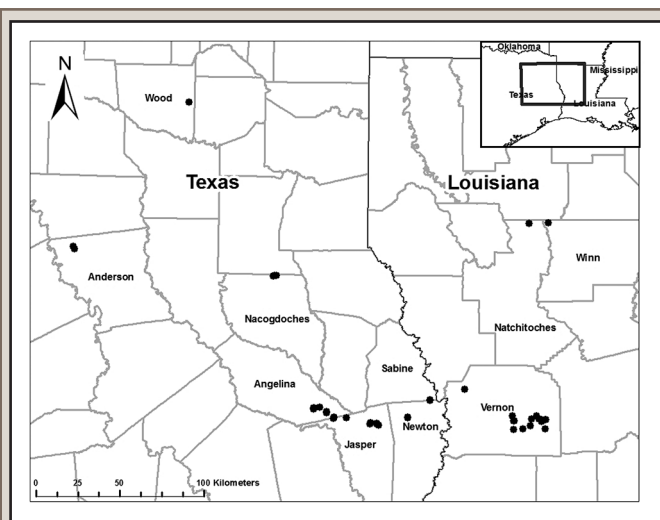 Oklahoma
N
Mississippi
Wood
Texas
Louisiana
Texas
Louisiana
Winn
Anderson
Nacogdoches
Natchitoches
Sabine
Angelina
Vernon
Newton
Jasper
0 25 50 100 Kilometers